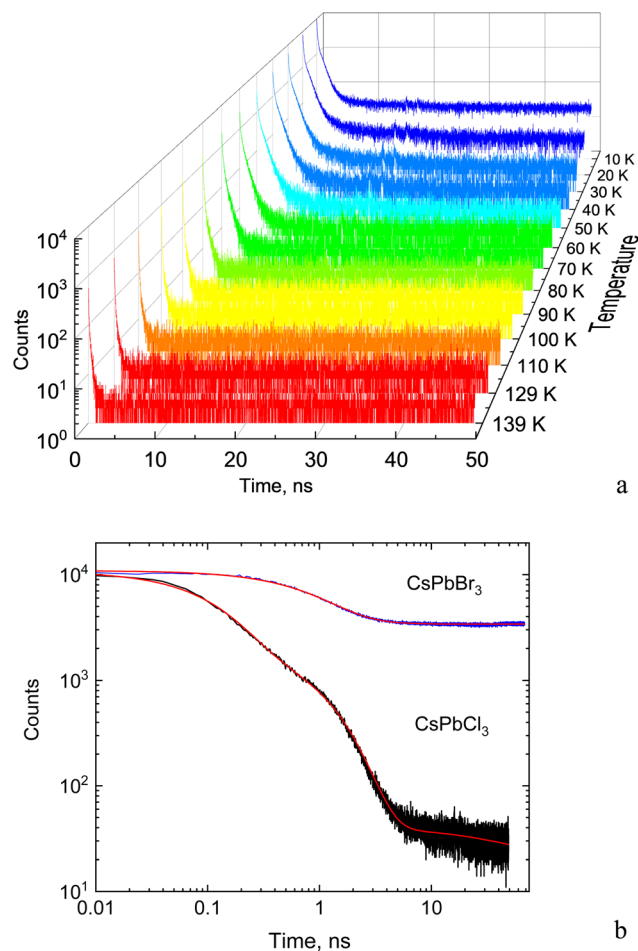 10⁴
10³
10²
10¹
10⁰
Counts
0
10
20
30
40
50
Time, ns
10 K
20 K
30 K
40 K
50 K
60 K
70 K
80 K
90 K
100 K
110 K
129 K
139 K
Temperature
a
10⁴
10³
10²
10¹
Counts
CsPbBr₃
CsPbCl₃
0.01
0.1
1
10
Time, ns
b